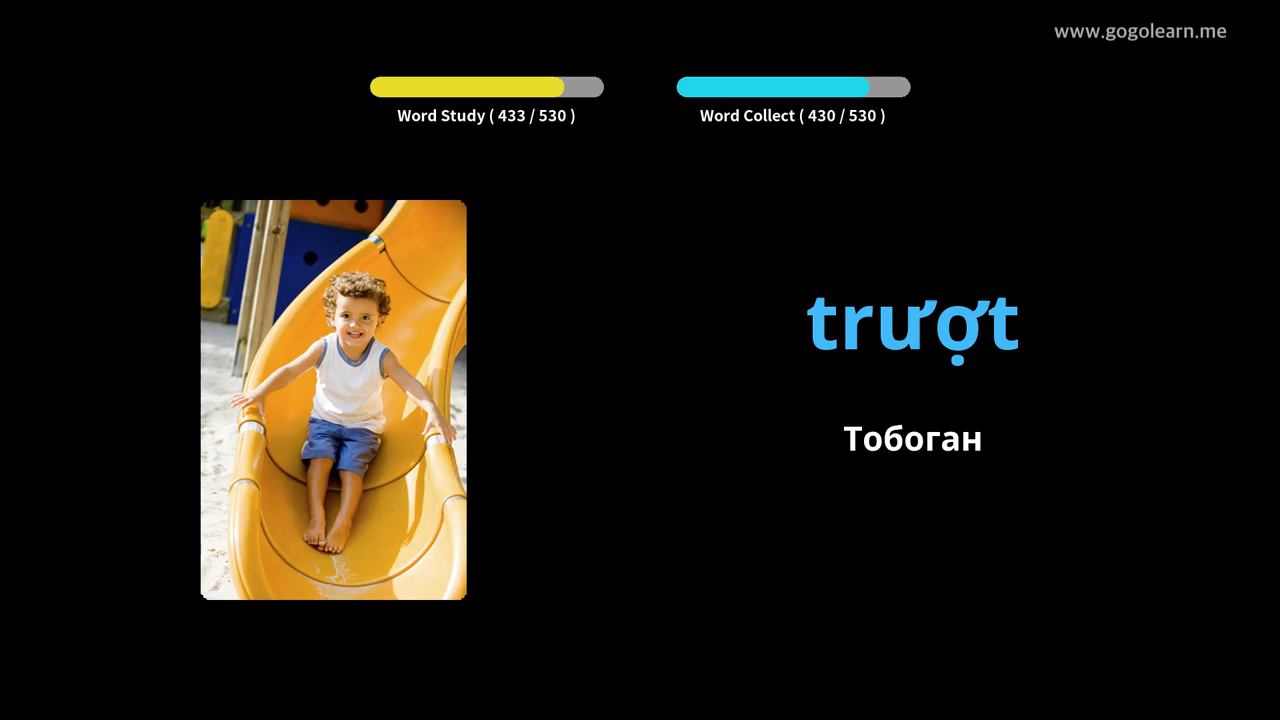 www.gogolearn.me
Word Study ( 433 / 530 )
Word Collect ( 430 / 530 )
trượt
Тобоган